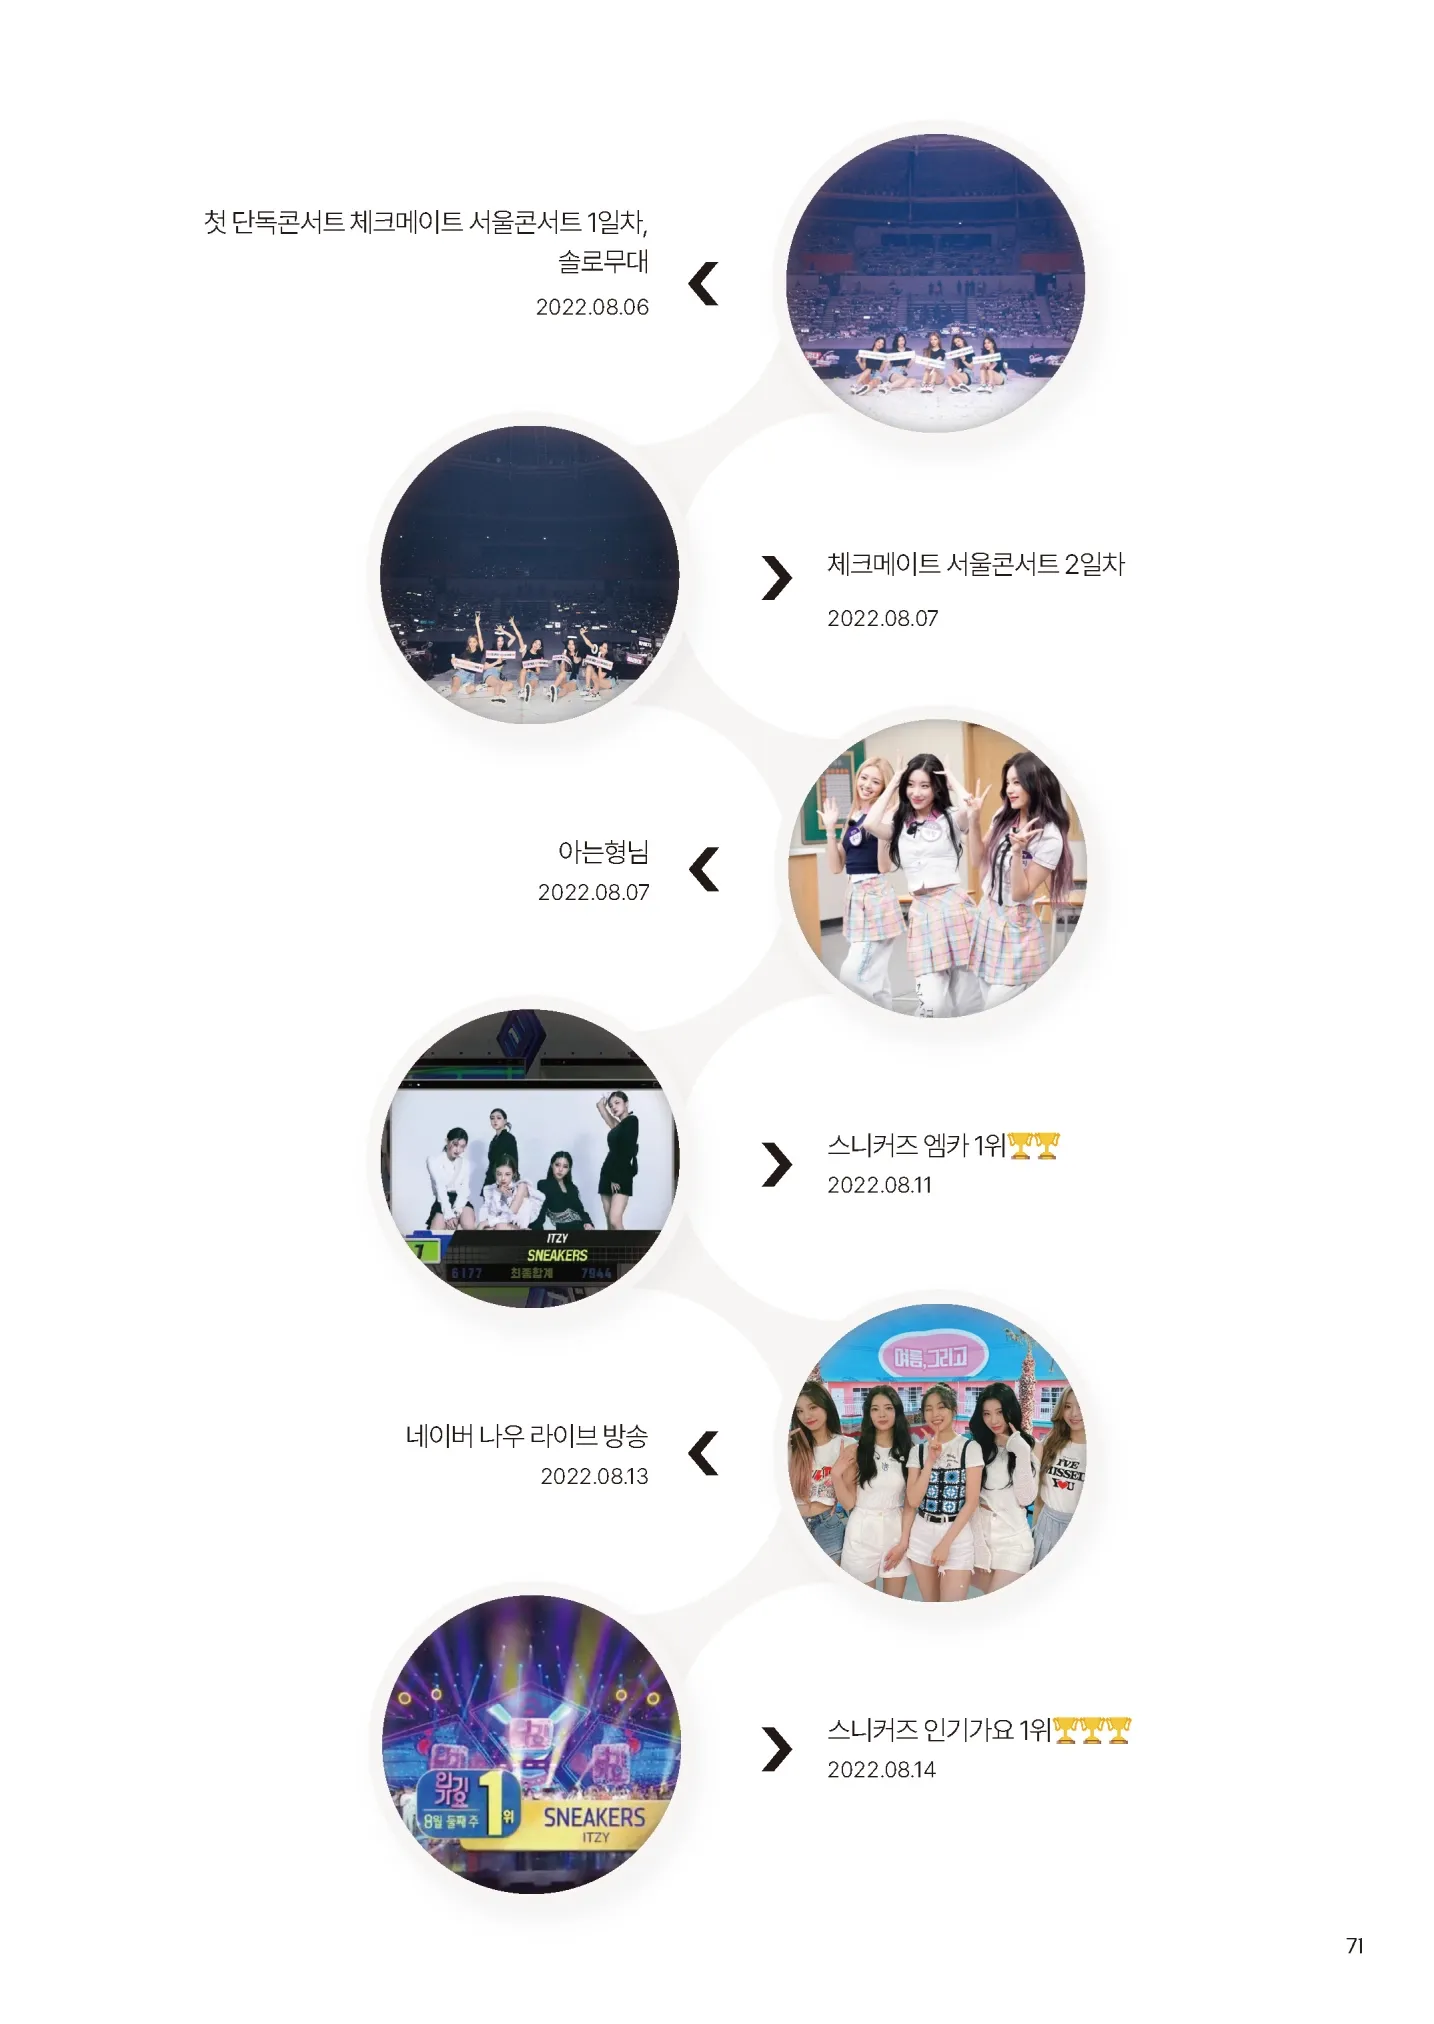 첫 단독콘서트 체크메이트 서울콘서트 1일차,
솔로무대
2022.08.06
체크메이트 서울콘서트 2일차
2022.08.07
아는형님
2022.08.07
ITZY
SNEAKERS
6177 최종합계 7944
스니커즈 엠카 1위🏆🏆
2022.08.11
여름,그리고
I'VE
MISSED
YOU
네이버 나우 라이브 방송
2022.08.13
인기
가요
8월 둘째 주
1위
SNEAKERS
ITZY
스니커즈 인기가요 1위🏆🏆🏆
2022.08.14
71